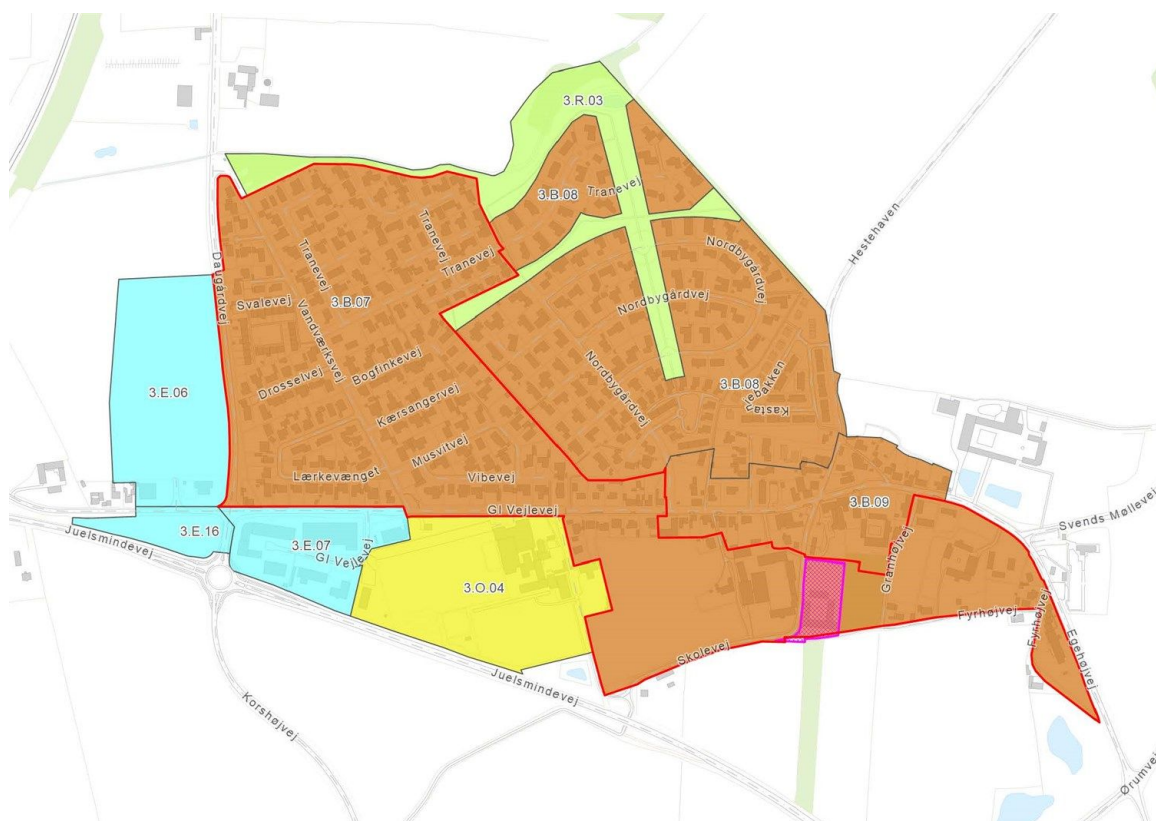 3.R.03
3.B.08
Tranevej
Tranevej
Tranevej
Tranevej
Nordbygårdvej
Hestehaven
Daugårdvej
Svalevej
3.B.07
Vandværksvej
Nordbygårdvej
Drosselvej
Bogfinkevej
Nordbygårdvej
3.B.08
3.E.06
Kærsangervej
Musvitvej
Lærkevænget
Vibevej
Gl Vejlevej
3.B.09
Svends Møllevej
Juelsmindevej
3.E.16
3.E.07
Gl Vejlevej
3.O.04
Granhøjvej
Fyrhøjvej
Fyrhøjvej
Egehøjvej
Skolevej
Juelsmindevej
Korshøjvej
Ørumvej